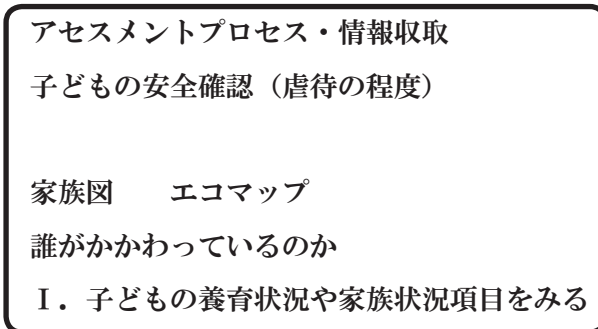 アセスメントプロセス・情報収取
子どもの安全確認（虐待の程度）
家族図　　エコマップ
誰がかかわっているのか
Ⅰ．子どもの養育状況や家族状況項目をみる